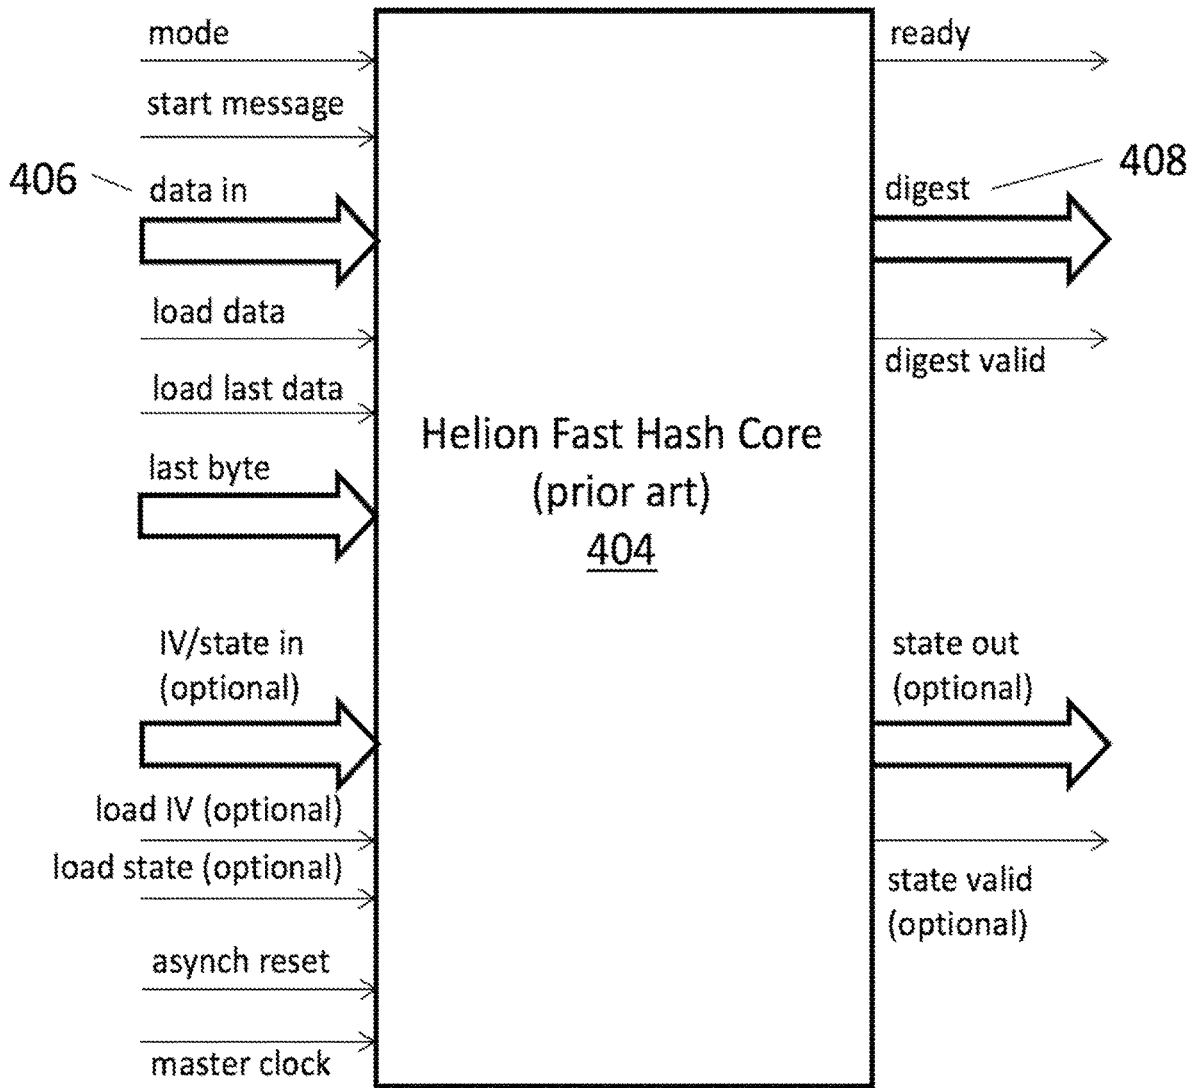 mode
start message
406
data in
load data
load last data
last byte
IV/state in
(optional)
load IV (optional)
load state (optional)
asynch reset
master clock
Helion Fast Hash Core
(prior art)
404
ready
408
digest
digest valid
state out
(optional)
state valid
(optional)